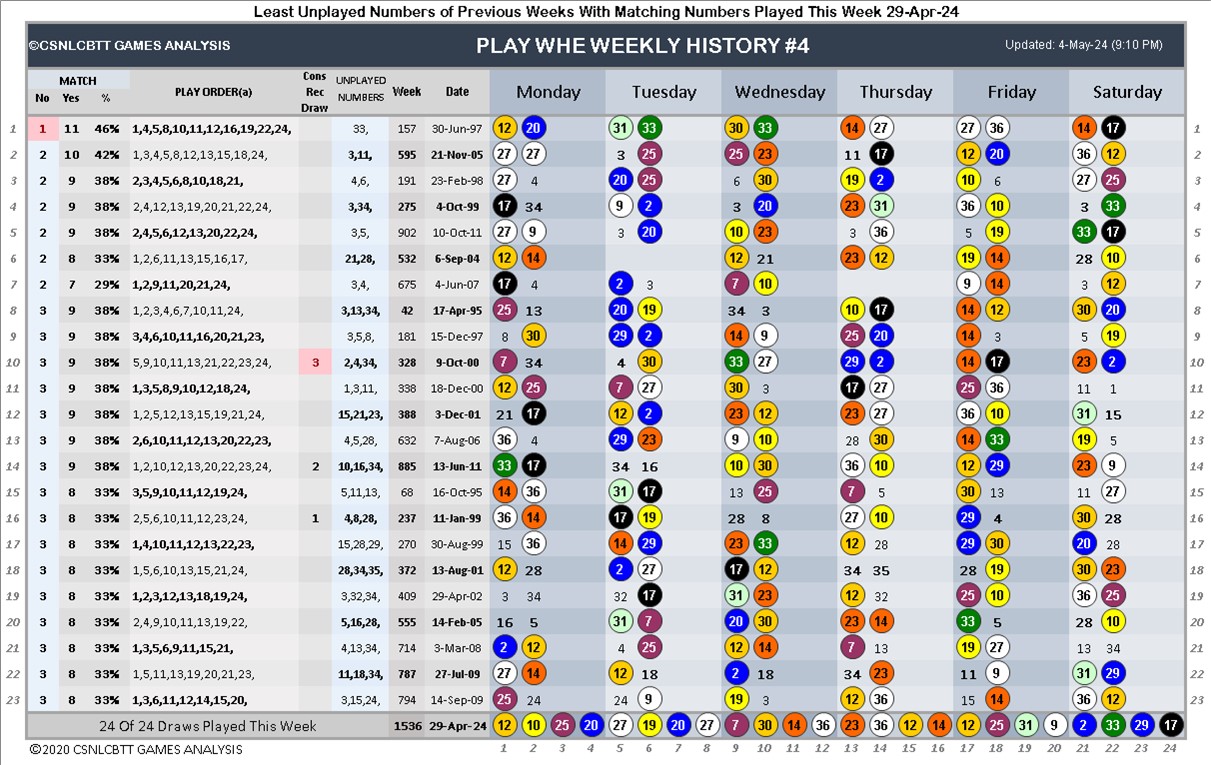 Least Unplayed Numbers of Previous Weeks With Matching Numbers Played This Week 29-Apr-24
©CSNLCBTT GAMES ANALYSIS PLAY WHE WEEKLY HISTORY #4 Updated: 4-May-24 (9:10 PM)
MATCH
No Yes % PLAY ORDER(a) Cons Rec Draw UNPLAYED NUMBERS Week Date Monday Tuesday Wednesday Thursday Friday Saturday
1 1 11 46% 1,4,5,8,10,11,12,16,19,22,24, 33, 157 30-Jun-97 12 20 31 33 30 33 14 27 27 36 14 17 1
2 2 10 42% 1,3,4,5,8,12,13,15,18,24, 3,11, 595 21-Nov-05 27 27 3 25 25 23 11 17 12 20 36 12 2
3 2 9 38% 2,3,4,5,6,8,10,18,21, 4,6, 191 23-Feb-98 27 4 20 25 6 30 19 2 10 6 27 25 3
4 2 9 38% 2,4,12,13,19,20,21,22,24, 3,34, 275 4-Oct-99 17 34 9 2 3 20 23 31 36 10 3 33 4
5 2 9 38% 2,4,5,6,12,13,20,22,24, 3,5, 902 10-Oct-11 27 9 3 20 10 23 3 36 5 19 33 17 5
6 2 8 33% 1,2,6,11,13,15,16,17, 21,28, 532 6-Sep-04 12 14 12 21 23 12 19 14 28 10 6
7 2 7 29% 1,2,9,11,20,21,24, 3,4, 675 4-Jun-07 17 4 2 3 7 10 9 14 3 12 7
8 3 9 38% 1,2,3,4,6,7,10,11,24, 3,13,34, 42 17-Apr-95 25 13 20 19 34 3 10 17 14 12 30 20 8
9 3 9 38% 3,4,6,10,11,16,20,21,23, 3,5,8, 181 15-Dec-97 8 30 29 2 14 9 25 20 14 3 5 19 9
10 3 9 38% 5,9,10,11,13,21,22,23,24, 3 2,4,34, 328 9-Oct-00 7 34 4 30 33 27 29 2 14 17 23 2 10
11 3 9 38% 1,3,5,8,9,10,12,18,24, 1,3,11, 338 18-Dec-00 12 25 7 27 30 3 17 27 25 36 11 1 11
12 3 9 38% 1,2,5,12,13,15,19,21,24, 15,21,23, 388 3-Dec-01 21 17 12 2 23 12 23 27 36 10 31 15 12
13 3 9 38% 2,6,10,11,12,13,20,22,23, 4,5,28, 632 7-Aug-06 36 4 29 23 9 10 28 30 14 33 19 5 13
14 3 9 38% 1,2,10,12,13,20,22,23,24, 2 10,16,34, 885 13-Jun-11 33 17 34 16 10 30 36 10 12 29 23 9 14
15 3 8 33% 3,5,9,10,11,12,19,24, 5,11,13, 68 16-Oct-95 14 36 31 17 13 25 7 5 30 13 11 27 15
16 3 8 33% 2,5,6,10,11,12,23,24, 1 4,8,28, 237 11-Jan-99 36 14 17 19 28 8 27 10 29 4 30 28 16
17 3 8 33% 1,4,10,11,12,13,22,23, 15,28,29, 270 30-Aug-99 15 36 14 29 23 33 12 28 29 30 20 28 17
18 3 8 33% 1,5,6,10,13,15,21,24, 28,34,35, 372 13-Aug-01 12 28 2 27 17 12 34 35 28 19 30 23 18
19 3 8 33% 1,2,3,12,13,18,19,24, 3,32,34, 409 29-Apr-02 3 34 32 17 31 23 12 32 25 10 36 25 19
20 3 8 33% 2,4,9,10,11,13,19,22, 5,16,28, 555 14-Feb-05 16 5 31 7 20 30 23 14 33 5 28 10 20
21 3 8 33% 1,3,5,6,9,11,15,21, 4,13,34, 714 3-Mar-08 2 12 4 25 12 14 7 13 19 27 13 34 21
22 3 8 33% 1,5,11,13,19,20,21,23, 11,18,34, 787 27-Jul-09 27 14 12 18 2 18 34 23 11 9 31 29 22
23 3 8 33% 1,3,6,11,12,14,15,20, 3,15,24, 794 14-Sep-09 25 24 24 9 19 3 12 36 15 14 36 12 23
24 Of 24 Draws Played This Week 1536 29-Apr-24 12 10 25 20 27 19 20 27 7 30 14 36 23 36 12 14 12 25 31 9 2 33 29 17
©2020 CSNLCBTT GAMES ANALYSIS 1 2 3 4 5 6 7 8 9 10 11 12 13 14 15 16 17 18 19 20 21 22 23 24